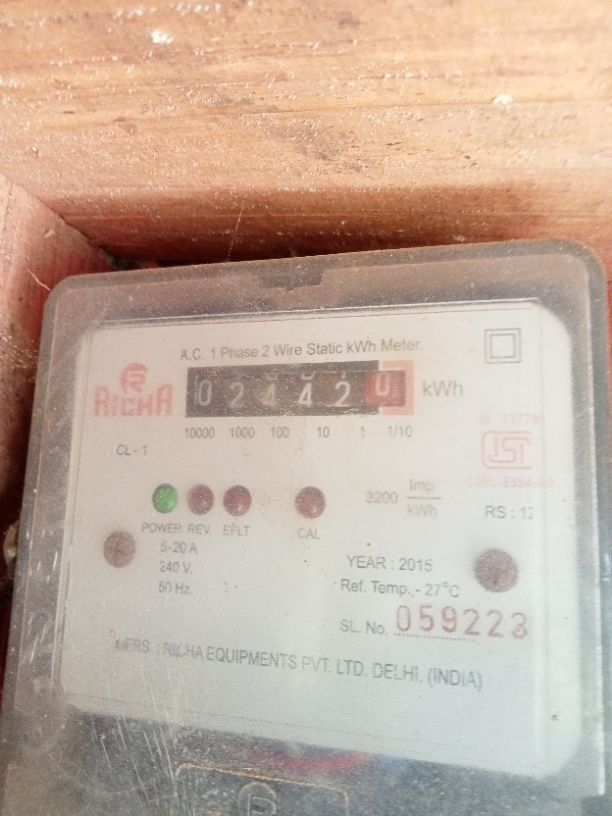 A.C. 1 Phase 2 Wire Static kWh Meter.
RICHA
02442 kWh
10000 1000 100 10 1 1/10
CL - 1
ISI
3200 Imp/kWh
RS : 12
POWER REV. EFLT CAL
5-20 A
240 V.
50 Hz.
YEAR : 2015
Ref. Temp. - 27°C
SL. No. 059223
MFRS. : RICHA EQUIPMENTS PVT. LTD. DELHI. (INDIA)